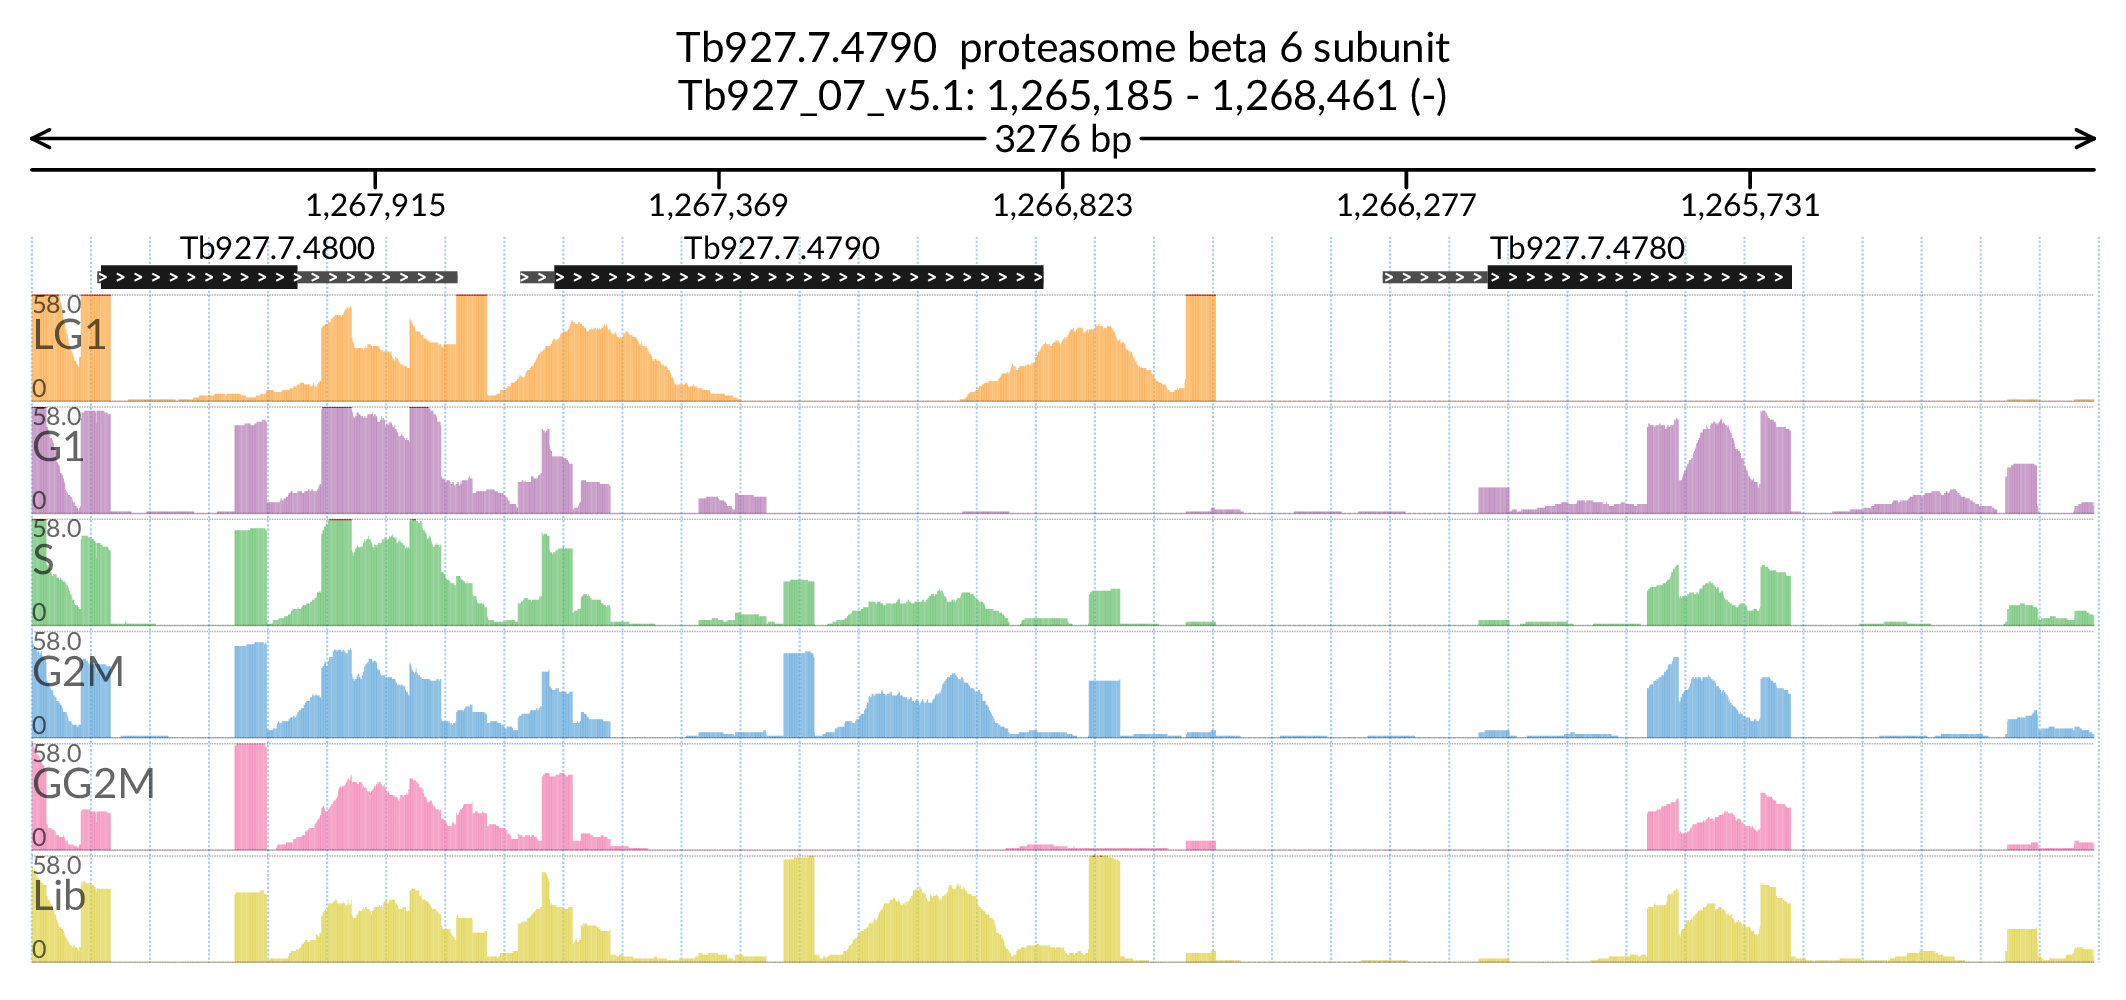 Tb927.7.4790 proteasome beta 6 subunit
Tb927_07_v5.1: 1,265,185 - 1,268,461 (-)
3276 bp
1,267,915 1,267,369 1,266,823 1,266,277 1,265,731
Tb927.7.4800 Tb927.7.4790 Tb927.7.4780
58.0
LG1
0
58.0
G1
0
58.0
S
0
58.0
G2M
0
58.0
GG2M
0
58.0
Lib
0